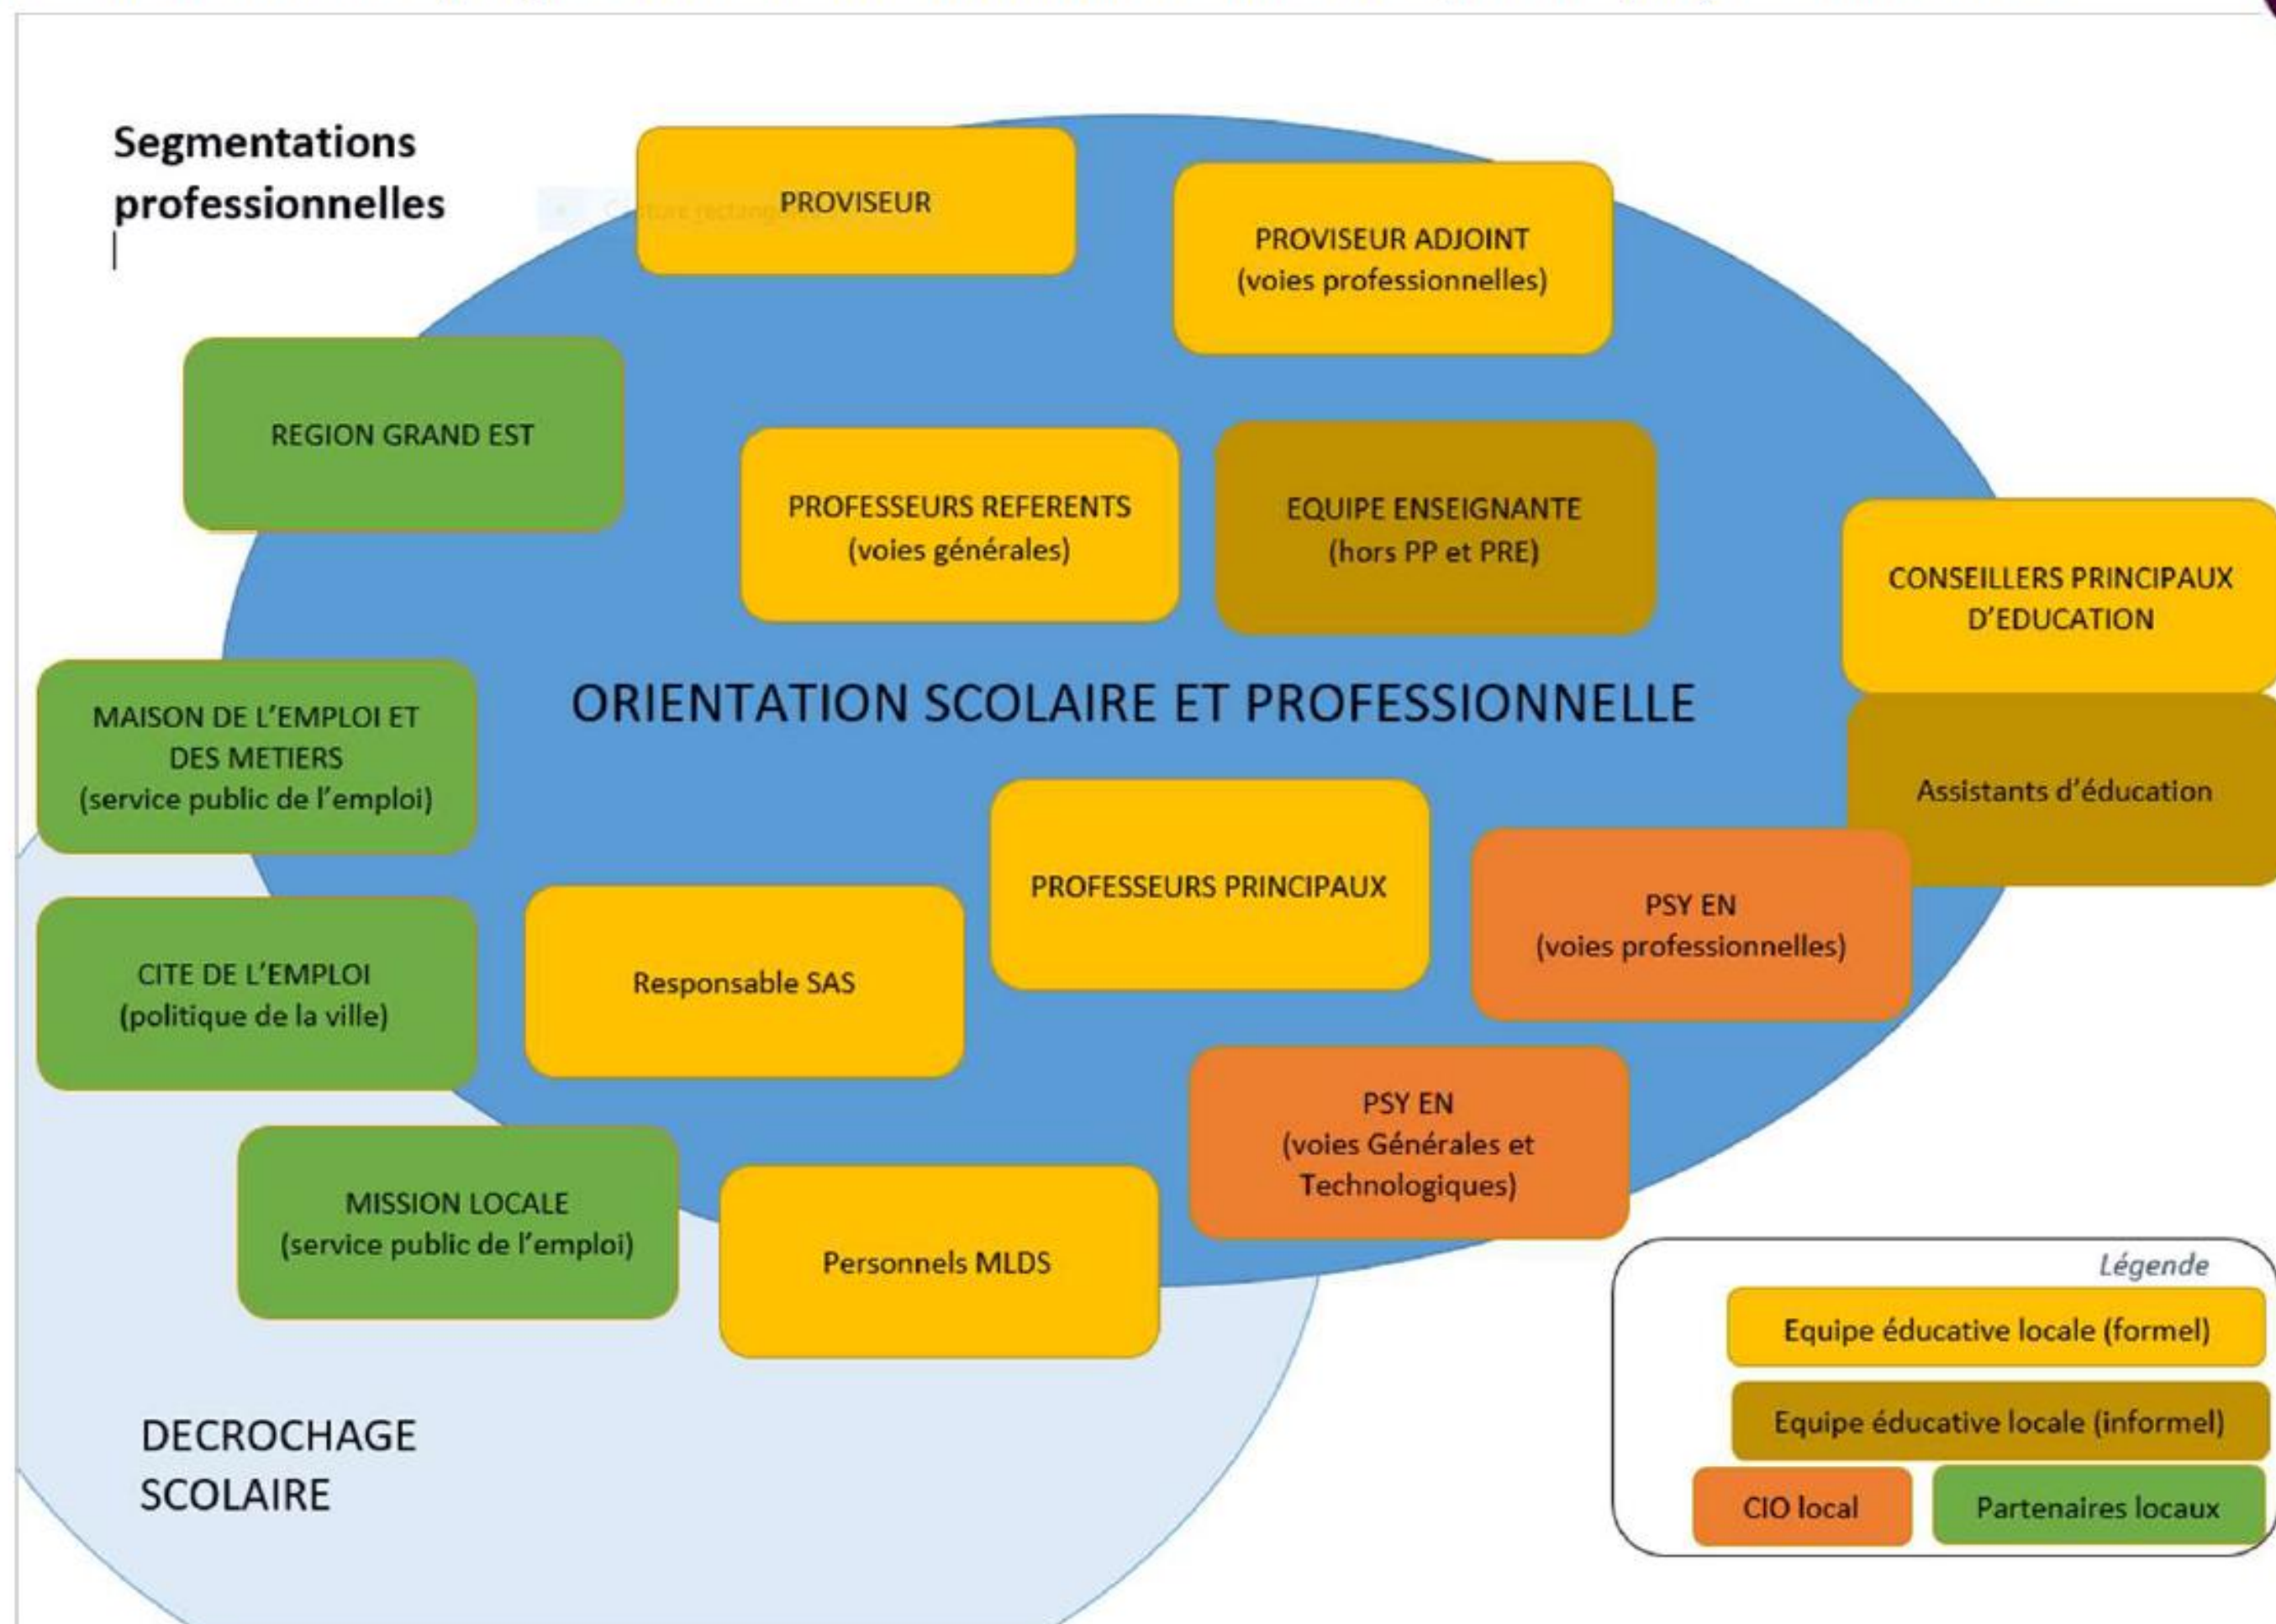 Segmentations
professionnelles
PROVISEUR
PROVISEUR ADJOINT
(voies professionnelles)
REGION GRAND EST
PROFESSEURS REFERENTS
(voies générales)
EQUIPE ENSEIGNANTE
(hors PP et PRE)
CONSEILLERS PRINCIPAUX
D'EDUCATION
ORIENTATION SCOLAIRE ET PROFESSIONNELLE
MAISON DE L'EMPLOI ET
DES METIERS
(service public de l'emploi)
Assistants d'éducation
PROFESSEURS PRINCIPAUX
PSY EN
(voies professionnelles)
CITE DE L'EMPLOI
(politique de la ville)
Responsable SAS
PSY EN
(voies Générales et
Technologiques)
MISSION LOCALE
(service public de l'emploi)
Personnels MLDS
DECROCHAGE
SCOLAIRE
Légende
Equipe éducative locale (formel)
Equipe éducative locale (informel)
CIO local
Partenaires locaux